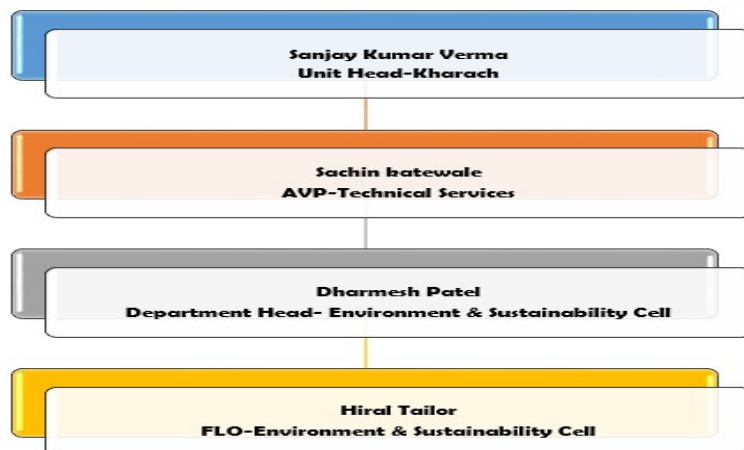 Sanjay Kumar Verma
Unit Head-Kharach
Sachin katewale
AVP-Technical Services
Dharmesh Patel
Department Head- Environment & Sustainability Cell
Hiral Tailor
FLO-Environment & Sustainability Cell